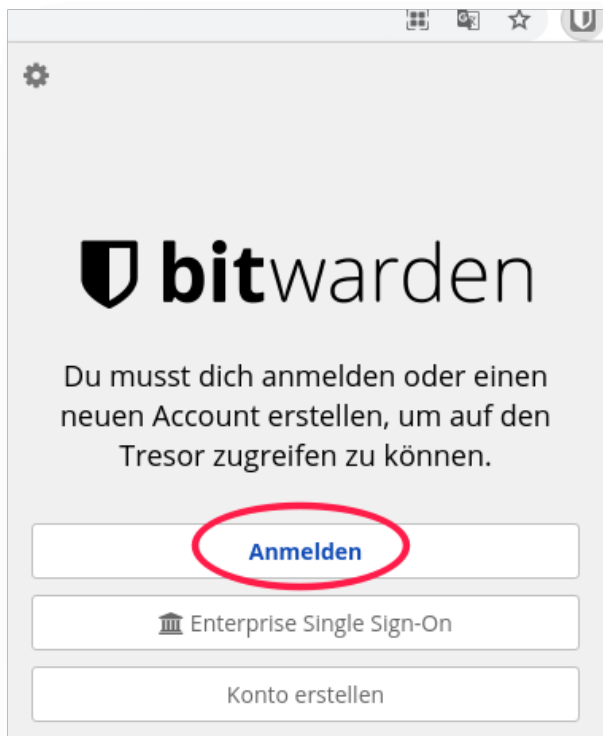 bitwarden
Du musst dich anmelden oder einen
neuen Account erstellen, um auf den
Tresor zugreifen zu können.
Anmelden
Enterprise Single Sign-On
Konto erstellen